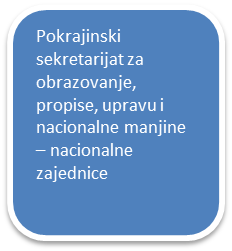 Pokrajinski
sekretarijat za
obrazovanje,
propise, upravu i
nacionalne manjine
– nacionalne
zajednice